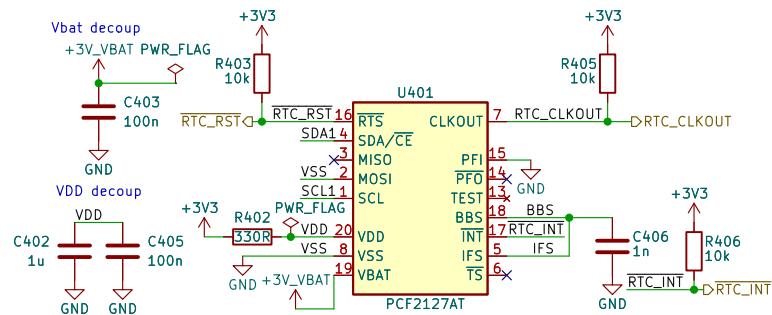 Vbat decoup
+3V_VBAT
PWR_FLAG
C403
100n
GND
VDD decoup
VDD
C402
1u
C405
100n
GND
GND
+3V3
R403
10k
RTC_RST
RTC_RST
SDA1
VSS
SCL1
+3V3
R402
330R
PWR_FLAG
VDD
VSS
GND
+3V_VBAT
U401
16 RTS
4 SDA/CE
3 MISO
2 MOSI
1 SCL
20 VDD
8 VSS
19 VBAT
CLKOUT 7
PFI 15
PFO 14
TEST 13
BBS 18
INT 17
IFS 5
TS 6
PCF2127AT
+3V3
R405
10k
RTC_CLKOUT
RTC_CLKOUT
GND
BBS
RTC_INT
IFS
C406
1n
GND
+3V3
R406
10k
RTC_INT
RTC_INT